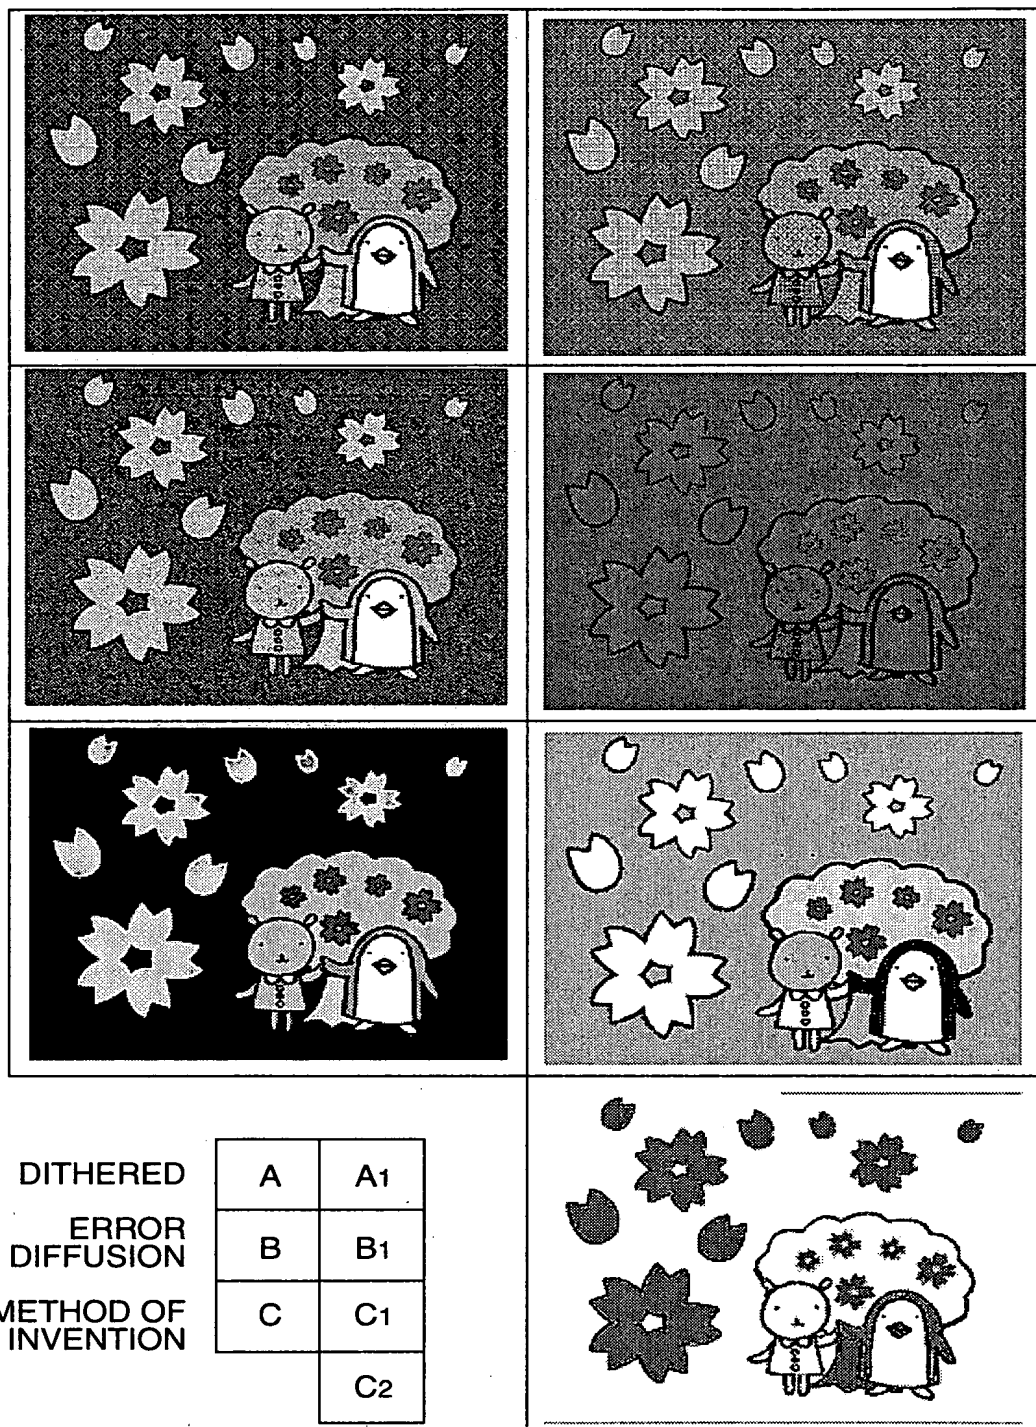 DITHERED A A1
ERROR
DIFFUSION B B1
METHOD OF
INVENTION C C1
C2